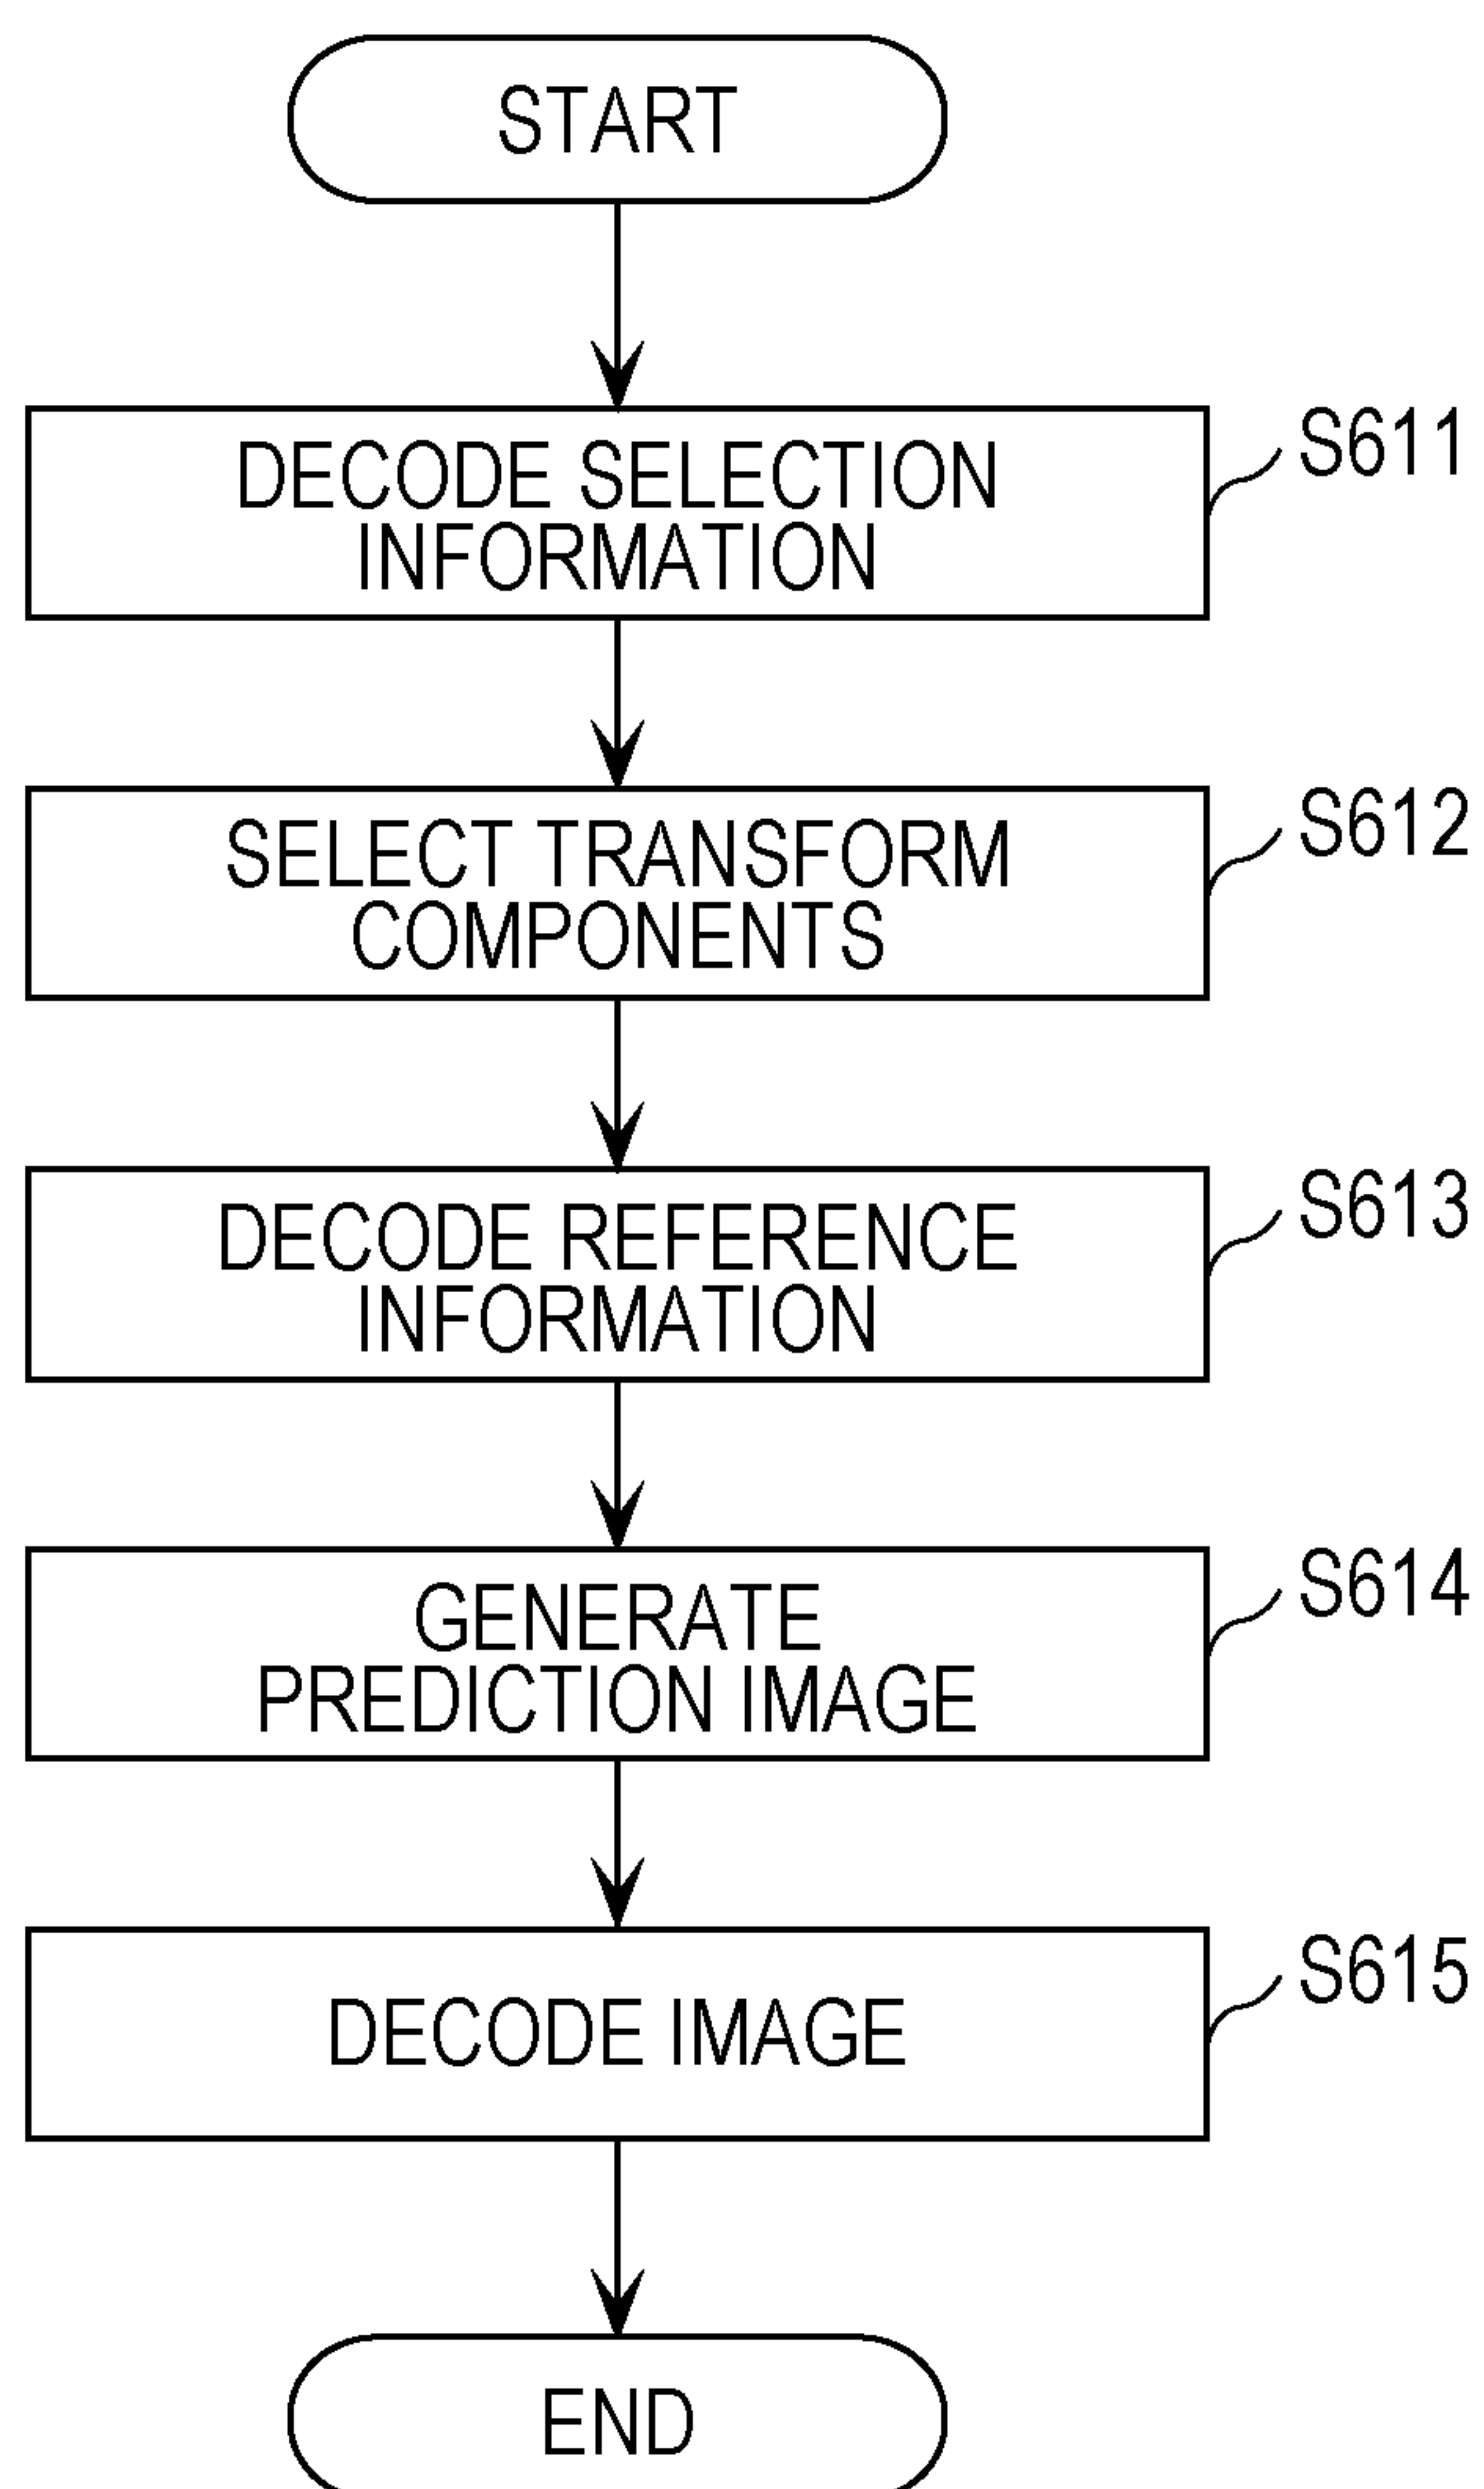 START
DECODE SELECTION
INFORMATION
S611
SELECT TRANSFORM
COMPONENTS
S612
DECODE REFERENCE
INFORMATION
S613
GENERATE
PREDICTION IMAGE
S614
DECODE IMAGE
S615
END